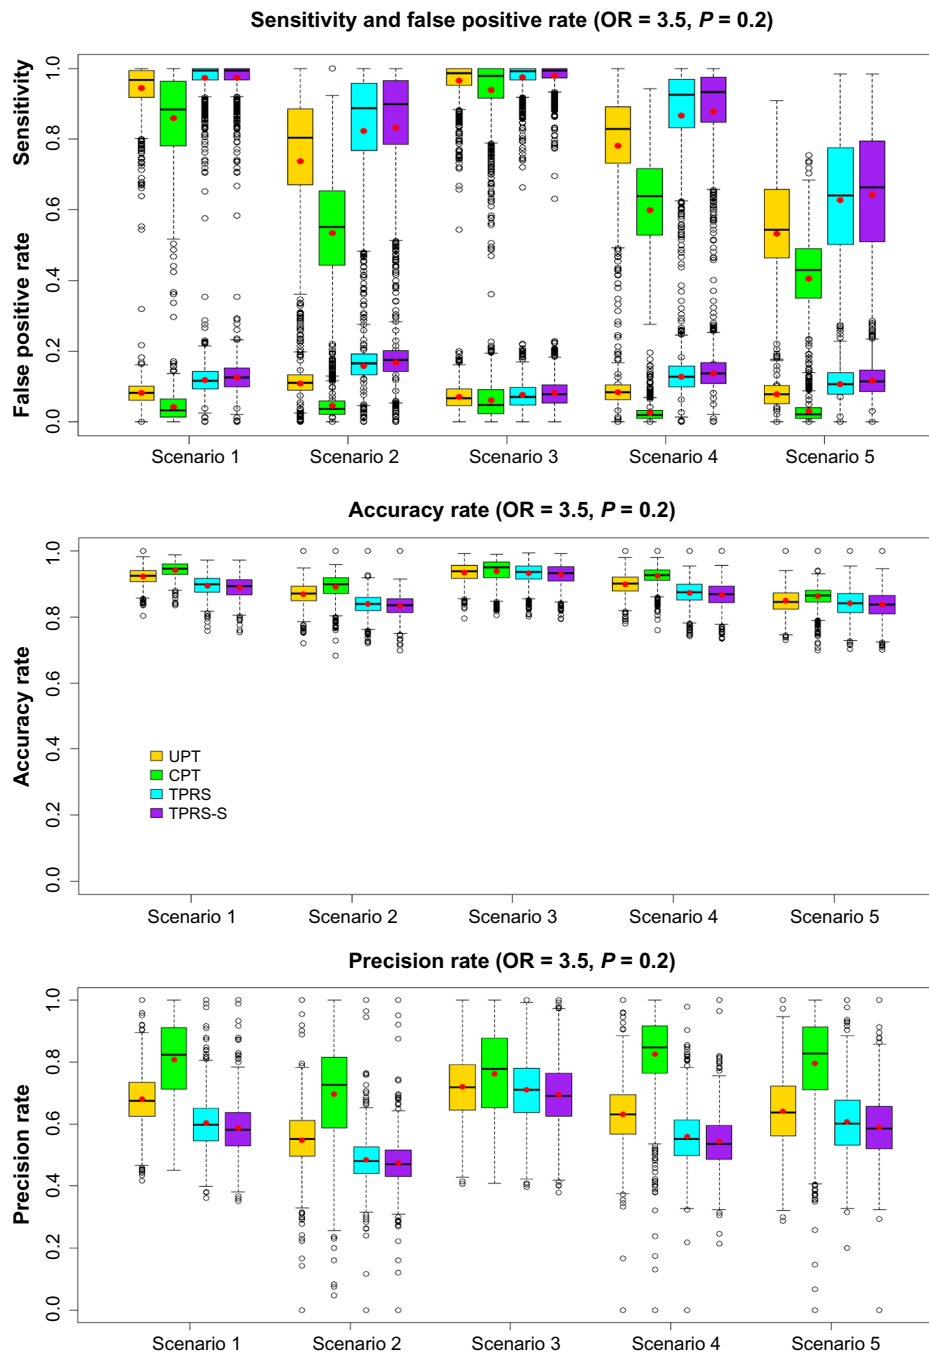 Sensitivity and false positive rate (OR = 3.5, P = 0.2)
Sensitivity
False positive rate
1.0
0.8
0.6
0.4
0.2
0.0
Scenario 1 Scenario 2 Scenario 3 Scenario 4 Scenario 5
Accuracy rate (OR = 3.5, P = 0.2)
Accuracy rate
1.0
0.8
0.6
0.4
0.2
0.0
UPT
CPT
TPRS
TPRS-S
Scenario 1 Scenario 2 Scenario 3 Scenario 4 Scenario 5
Precision rate (OR = 3.5, P = 0.2)
Precision rate
1.0
0.8
0.6
0.4
0.2
0.0
Scenario 1 Scenario 2 Scenario 3 Scenario 4 Scenario 5